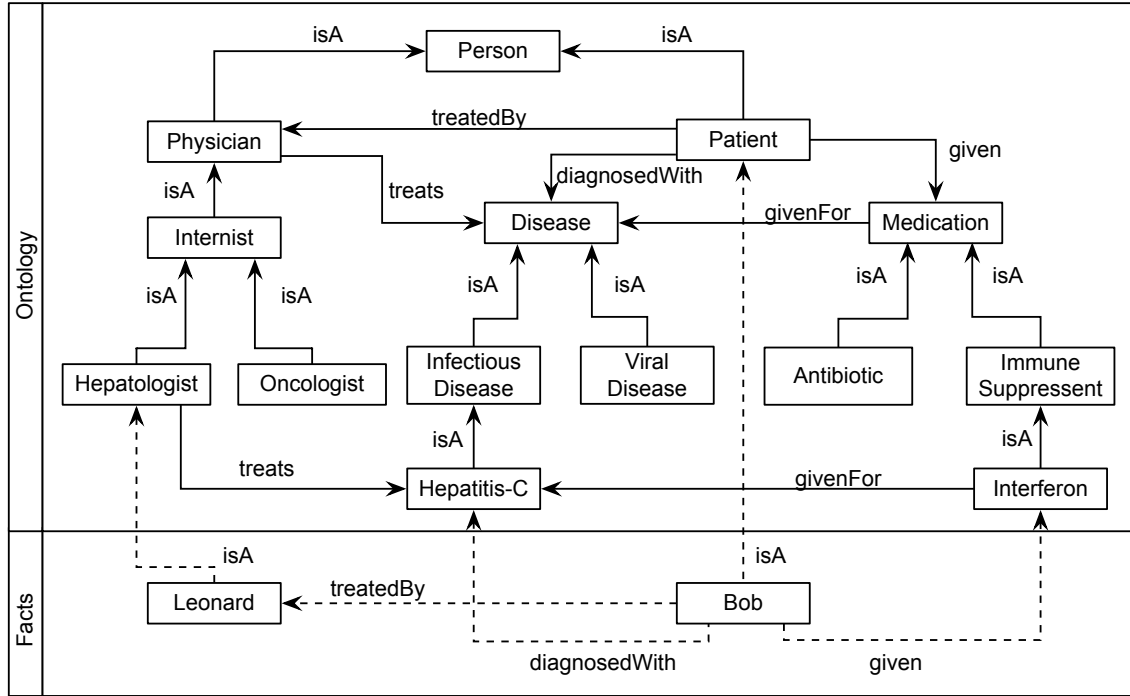 isA
Person
isA
Physician
treatedBy
Patient
given
isA
treats
diagnosedWith
Internist
Disease
givenFor
Medication
isA
isA
isA
isA
isA
isA
Hepatologist
Oncologist
Infectious
Disease
Viral
Disease
Antibiotic
Immune
Suppressent
isA
isA
treats
Hepatitis-C
givenFor
Interferon
Ontology
isA
isA
Leonard
treatedBy
Bob
diagnosedWith
given
Facts